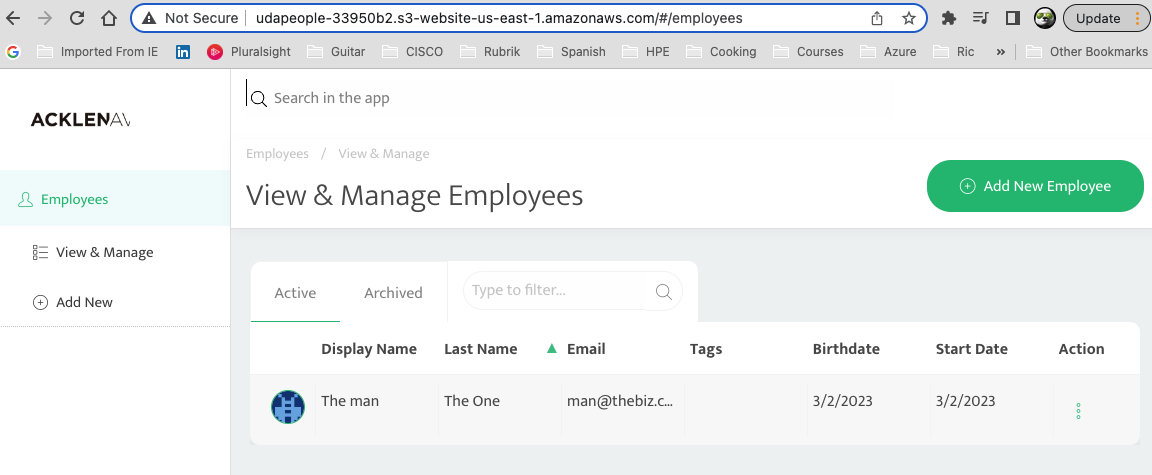 Not Secure | udapeople-33950b2.s3-website-us-east-1.amazonaws.com/#/employees Update
Imported From IE Pluralsight Guitar CISCO Rubrik Spanish HPE Cooking Courses Azure Ric » Other Bookmarks
Search in the app
ACKLENAV
Employees / View & Manage
View & Manage Employees
Add New Employee
Employees
View & Manage
Add New
Active Archived Type to filter...
Display Name Last Name Email Tags Birthdate Start Date Action
The man The One man@thebiz.c... 3/2/2023 3/2/2023